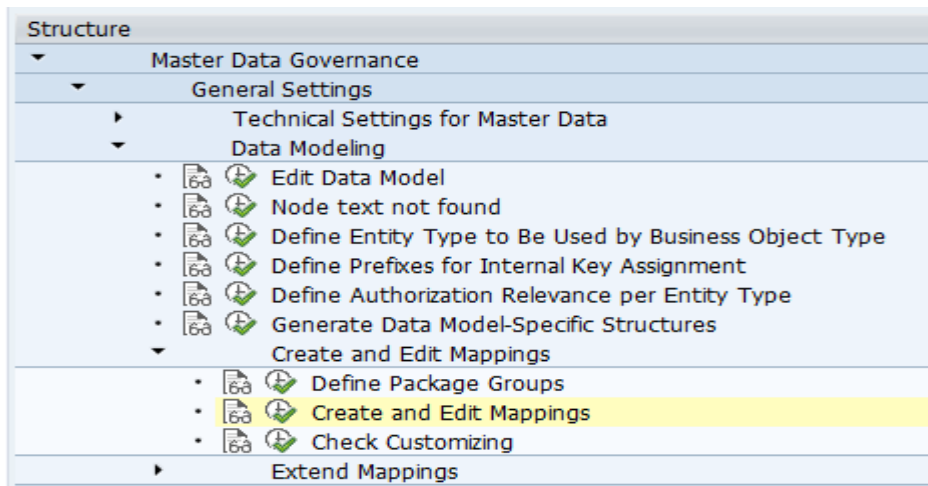 Structure
Master Data Governance
General Settings
Technical Settings for Master Data
Data Modeling
Edit Data Model
Node text not found
Define Entity Type to Be Used by Business Object Type
Define Prefixes for Internal Key Assignment
Define Authorization Relevance per Entity Type
Generate Data Model-Specific Structures
Create and Edit Mappings
Define Package Groups
Create and Edit Mappings
Check Customizing
Extend Mappings